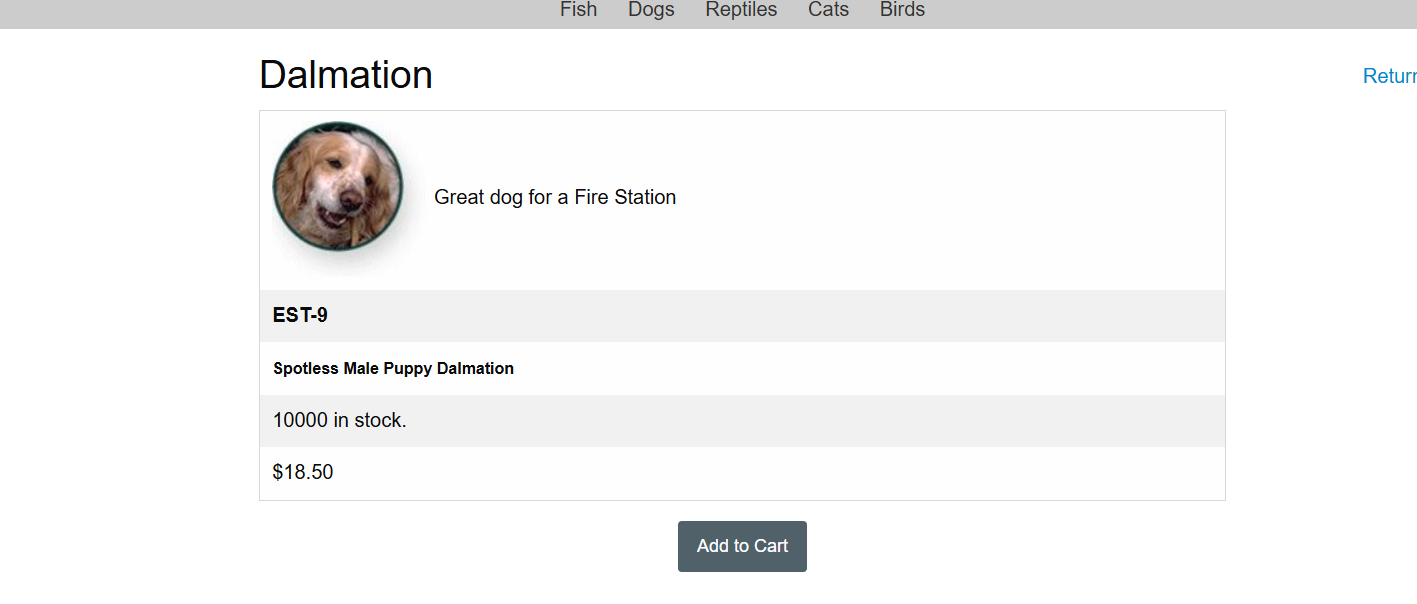 Fish Dogs Reptiles Cats Birds
Dalmation
Great dog for a Fire Station
EST-9
Spotless Male Puppy Dalmation
10000 in stock.
$18.50
Add to Cart